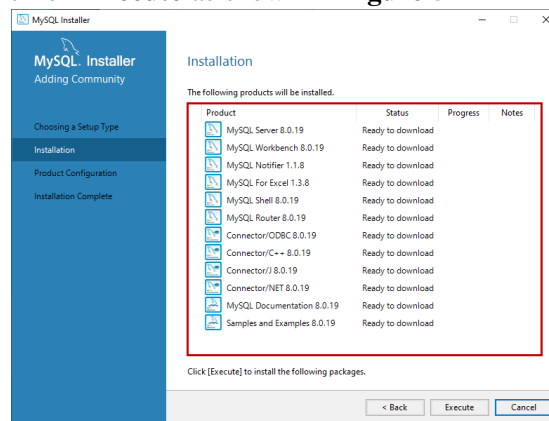 MySQL Installer
MySQL. Installer
Adding Community
Choosing a Setup Type
Installation
Product Configuration
Installation Complete
Installation
The following products will be installed.
Product Status Progress Notes
MySQL Server 8.0.19 Ready to download
MySQL Workbench 8.0.19 Ready to download
MySQL Notifier 1.1.8 Ready to download
MySQL For Excel 1.3.8 Ready to download
MySQL Shell 8.0.19 Ready to download
MySQL Router 8.0.19 Ready to download
Connector/ODBC 8.0.19 Ready to download
Connector/C++ 8.0.19 Ready to download
Connector/J 8.0.19 Ready to download
Connector/NET 8.0.19 Ready to download
MySQL Documentation 8.0.19 Ready to download
Samples and Examples 8.0.19 Ready to download
Click [Execute] to install the following packages.
< Back Execute Cancel